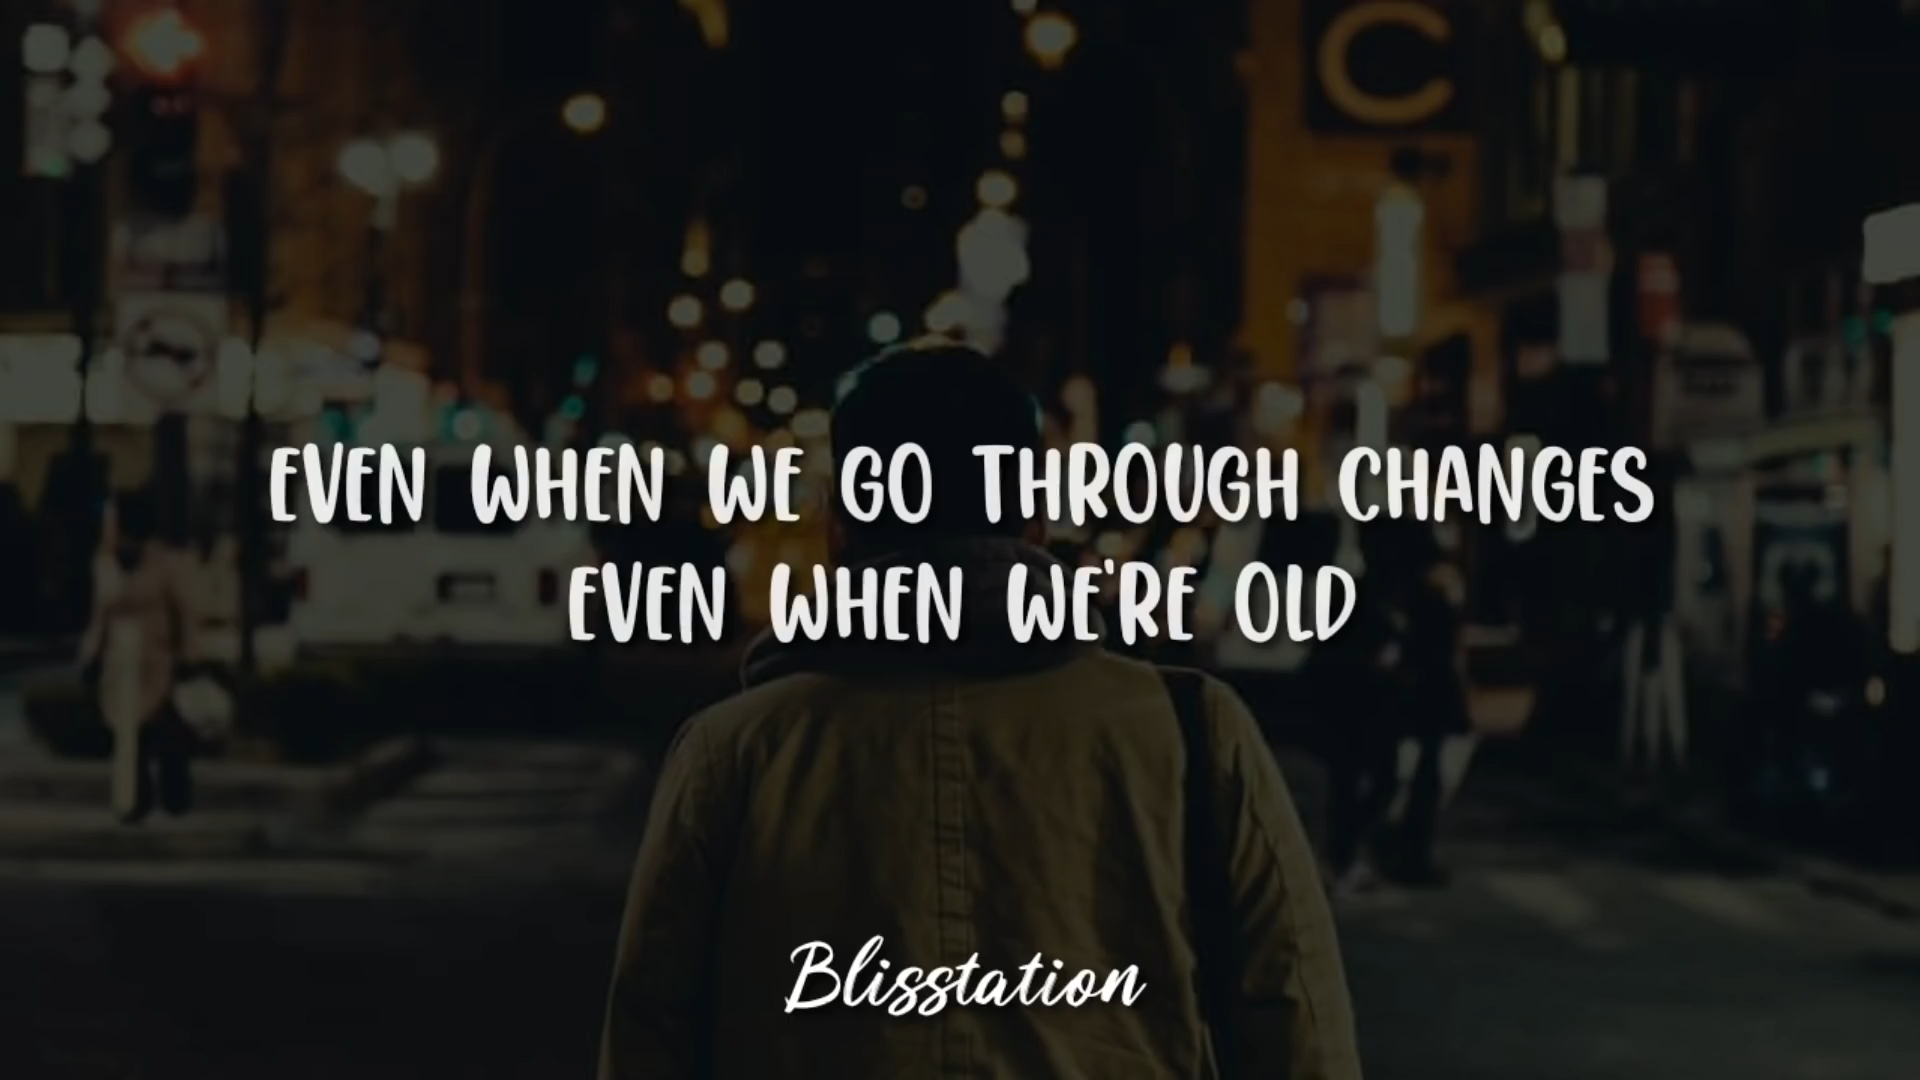 C
EVEN WHEN WE GO THROUGH CHANGES
EVEN WHEN WE'RE OLD
Blisstation